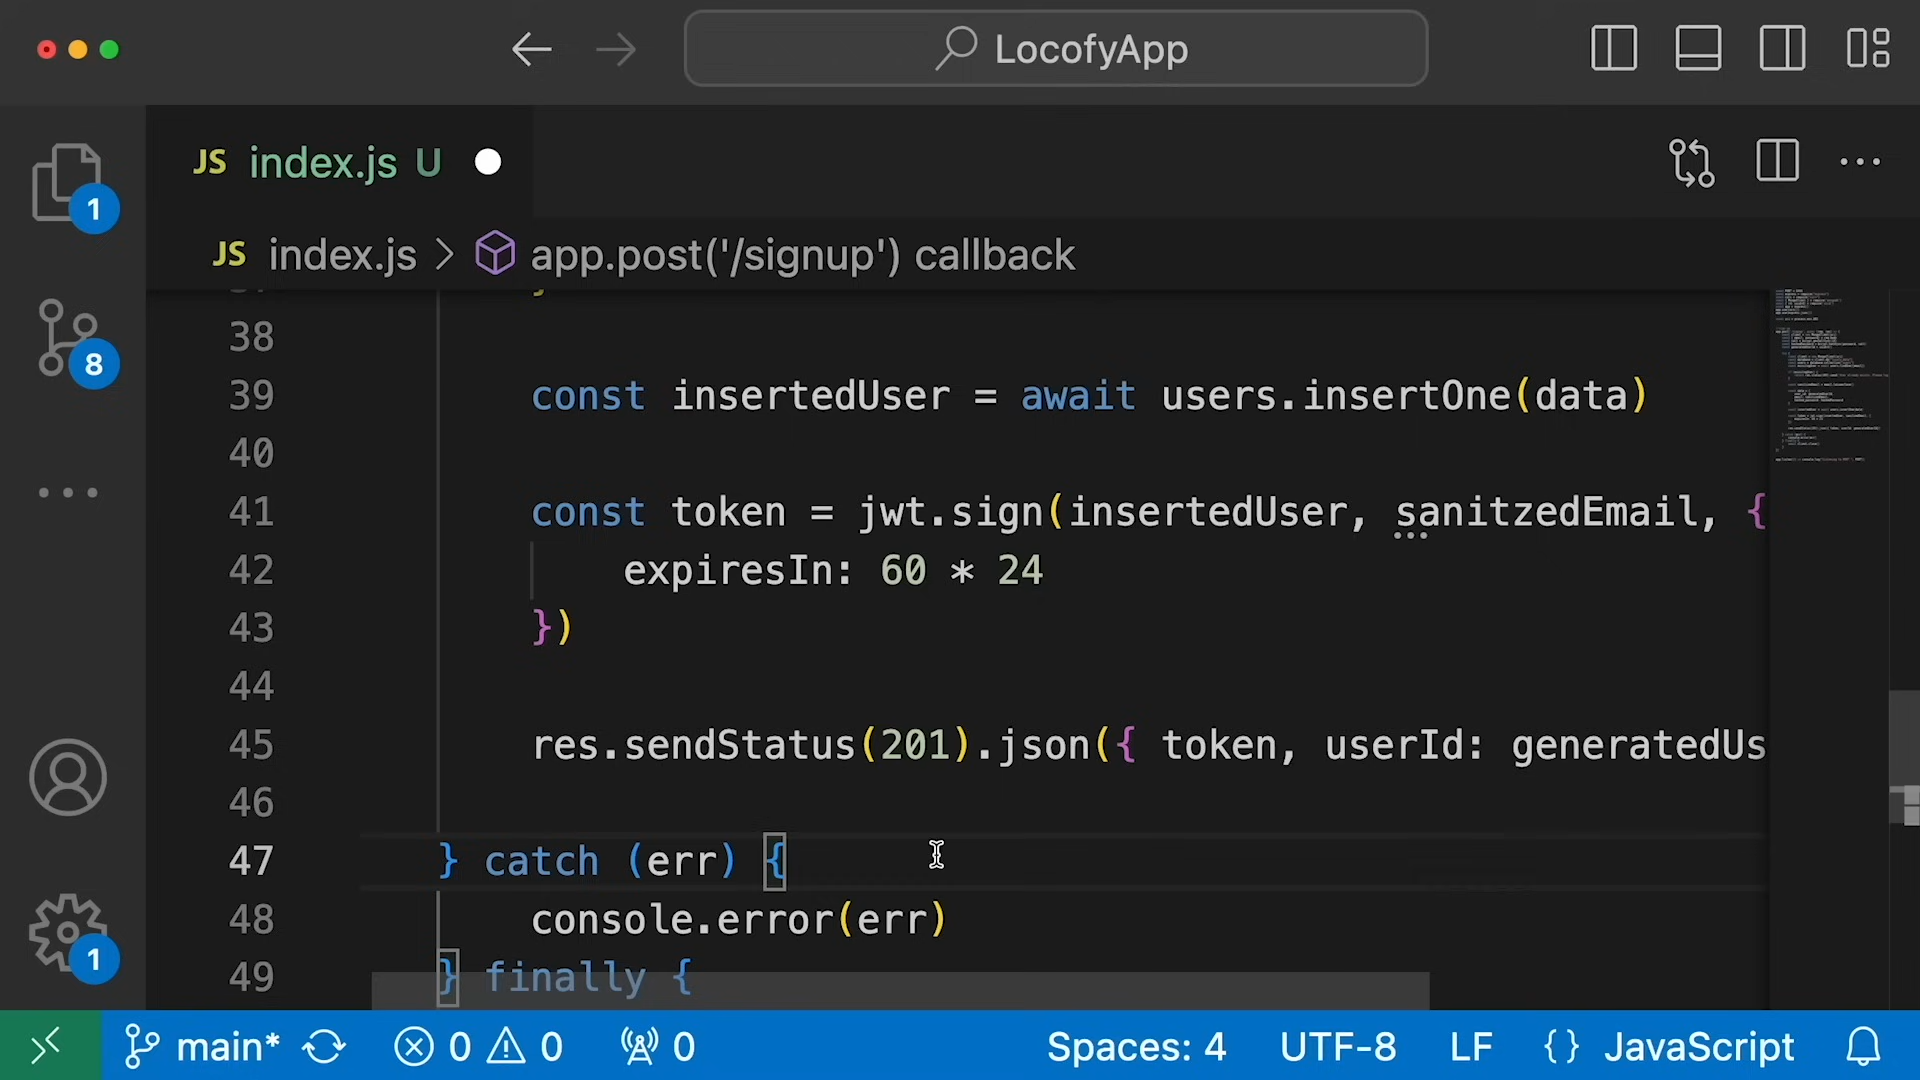 LocofyApp
JS index.js U
JS index.js > app.post('/signup') callback
38
39 const insertedUser = await users.insertOne(data)
40
41 const token = jwt.sign(insertedUser, sanitzedEmail, {
42 expiresIn: 60 * 24
43 })
44
45 res.sendStatus(201).json({ token, userId: generatedUs
46
47 } catch (err) {
48 console.error(err)
49 } finally {
1
8
1
main* 0 0 0 Spaces: 4 UTF-8 LF {} JavaScript